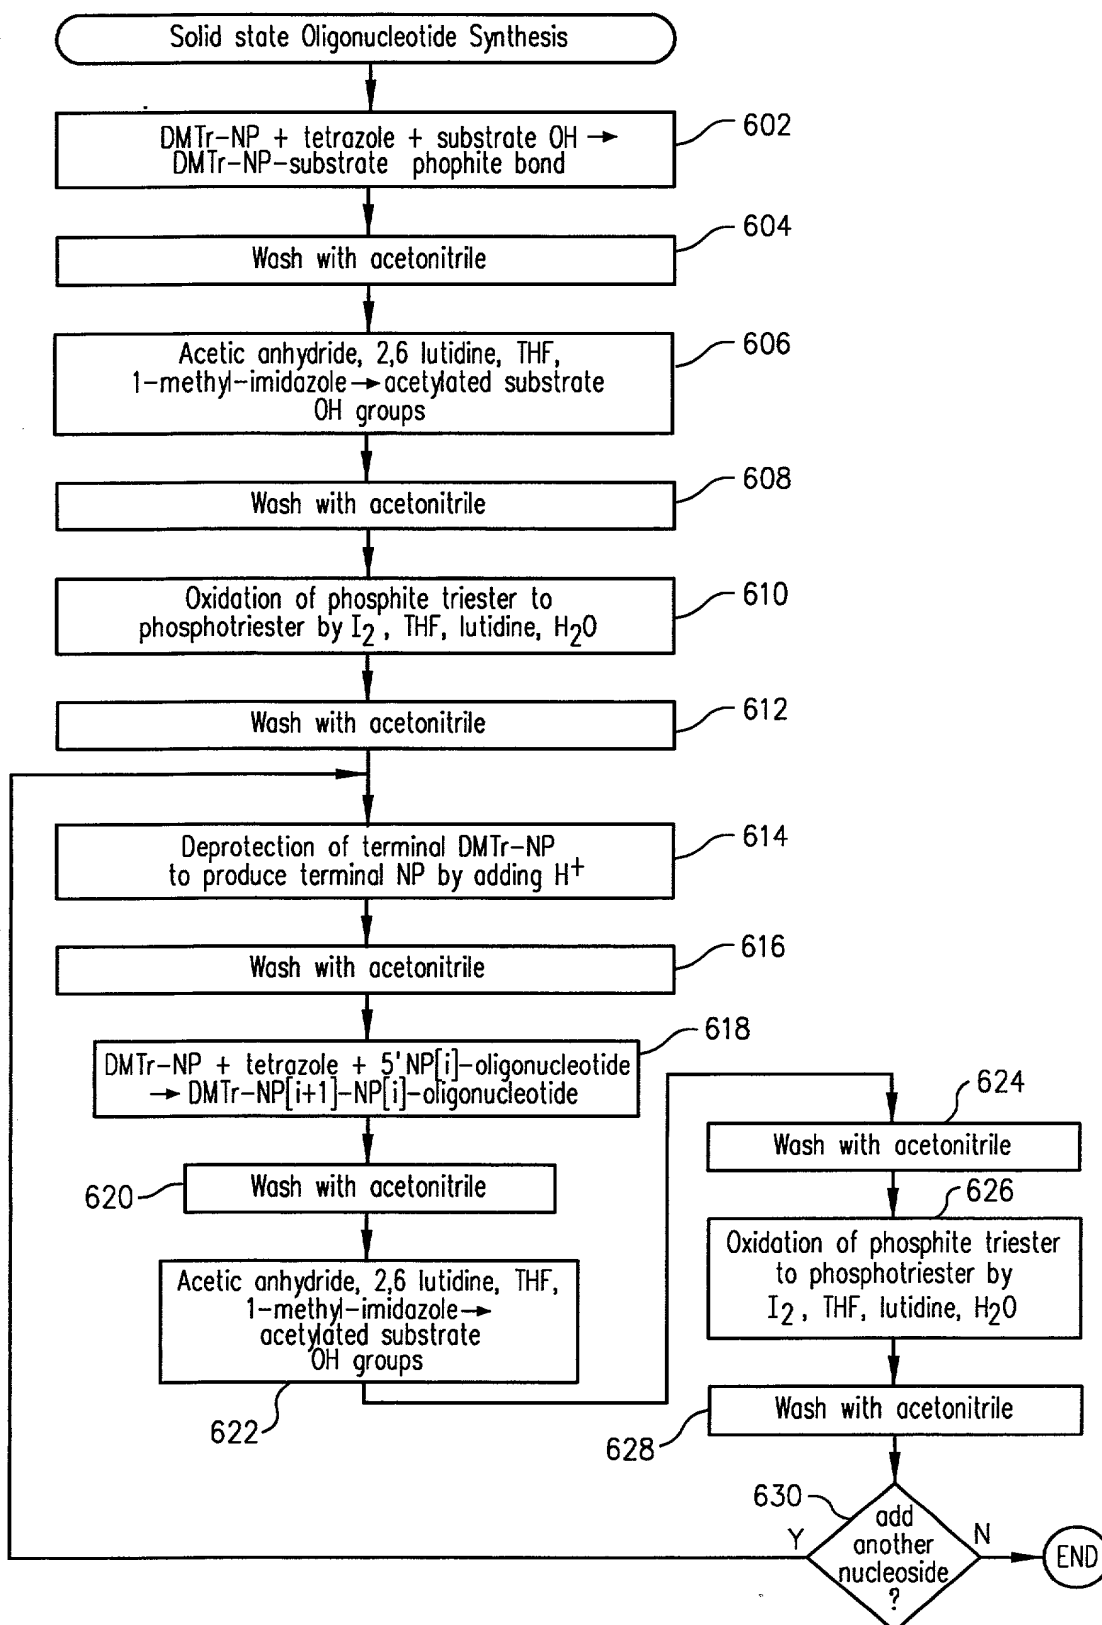 Solid state Oligonucleotide Synthesis
DMTr-NP + tetrazole + substrate OH →
DMTr-NP-substrate phophite bond
602
Wash with acetonitrile
604
Acetic anhydride, 2,6 lutidine, THF,
1-methyl-imidazole → acetylated substrate
OH groups
606
Wash with acetonitrile
608
Oxidation of phosphite triester to
phosphotriester by I2, THF, lutidine, H2O
610
Wash with acetonitrile
612
Deprotection of terminal DMTr-NP
to produce terminal NP by adding H+
614
Wash with acetonitrile
616
DMTr-NP + tetrazole + 5' NP[i]-oligonucleotide
→ DMTr-NP[i+1]-NP[i]-oligonucleotide
618
Wash with acetonitrile
620
Acetic anhydride, 2,6 lutidine, THF,
1-methyl-imidazole →
acetylated substrate
OH groups
622
Wash with acetonitrile
624
Oxidation of phosphite triester
to phosphotriester by
I2, THF, lutidine, H2O
626
Wash with acetonitrile
628
add
another
nucleoside
?
630
Y
N
END